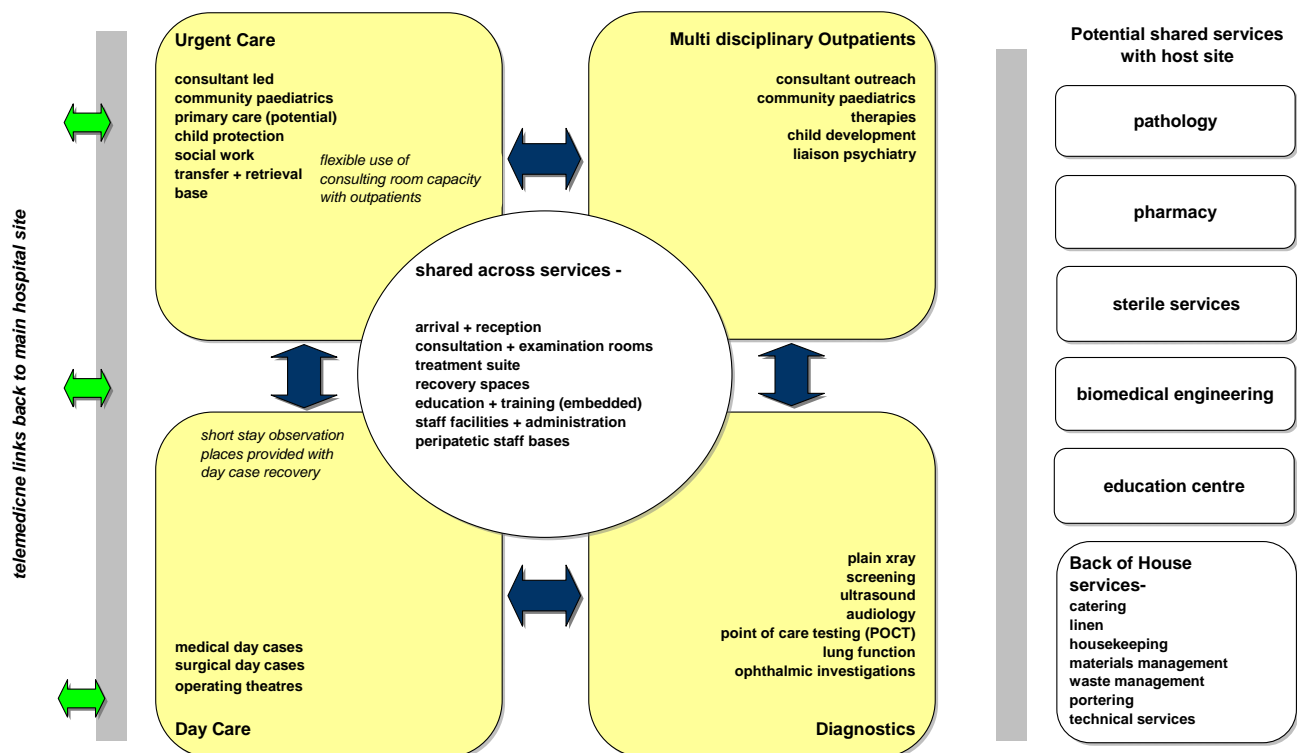 telemedicne links back to main hospital site
Urgent Care
consultant led
community paediatrics
primary care (potential)
child protection
social work
transfer + retrieval
base
flexible use of
consulting room capacity
with outpatients
Multi disciplinary Outpatients
consultant outreach
community paediatrics
therapies
child development
liaison psychiatry
shared across services -
arrival + reception
consultation + examination rooms
treatment suite
recovery spaces
education + training (embedded)
staff facilities + administration
peripatetic staff bases
short stay observation
places provided with
day case recovery
medical day cases
surgical day cases
operating theatres
Day Care
plain xray
screening
ultrasound
audiology
point of care testing (POCT)
lung function
ophthalmic investigations
Diagnostics
Potential shared services
with host site
pathology
pharmacy
sterile services
biomedical engineering
education centre
Back of House
services-
catering
linen
housekeeping
materials management
waste management
portering
technical services